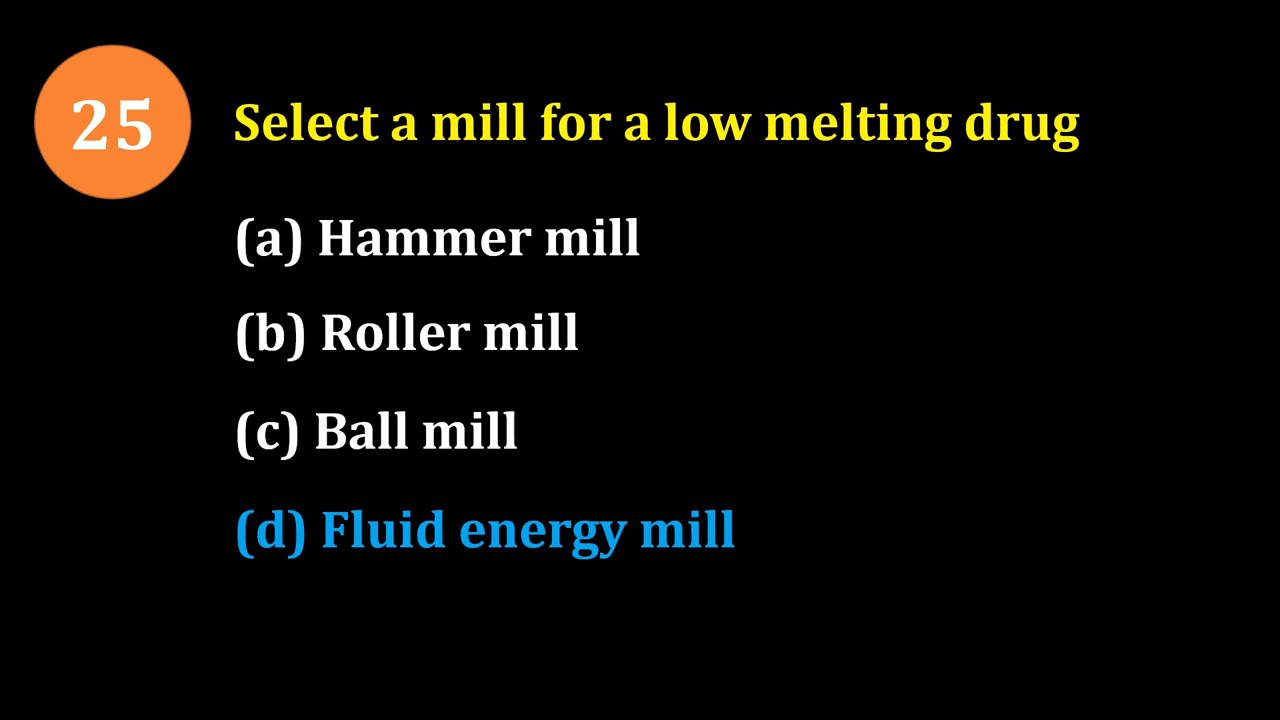 25
Select a mill for a low melting drug
(a) Hammer mill
(b) Roller mill
(c) Ball mill
(d) Fluid energy mill